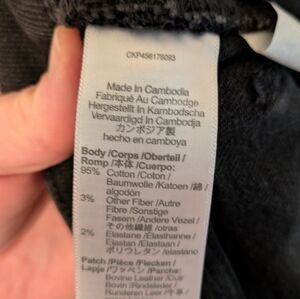 CKP456176093
Made In Cambodia
Fabriqué Au Cambodge
Hergestellt In Kambodscha
Vervaardigd In Cambodja
カンボジア製
hecho en camboya
Body /Corps /Oberteil /
Romp /本体 /Cuerpo:
95% Cotton /Coton /
Baumwolle /Katoen /綿 /
algodón
3% Other Fiber /Autre
Fibre /Sonstige
Fasern /Andere Vezel /
その他繊維 /otras
2% Elastane /Élasthanne /
Elastan /Elastaan /
ポリウレタン /elastano
Patch /Pièce /Flecken /
Lapje /ワッペン /Parche:
Bovine Leather /Cuir
Bovin /Rindsleder /
Runderen Leer /牛革 /